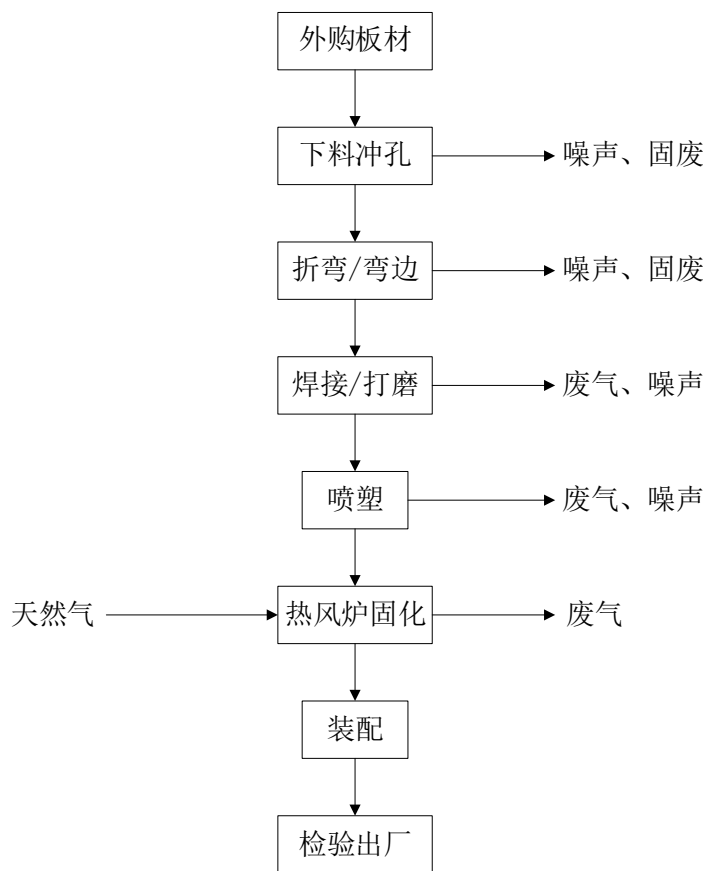 外购板材
下料冲孔
噪声、固废
折弯/弯边
噪声、固废
焊接/打磨
废气、噪声
喷塑
废气、噪声
天然气
热风炉固化
废气
装配
检验出厂